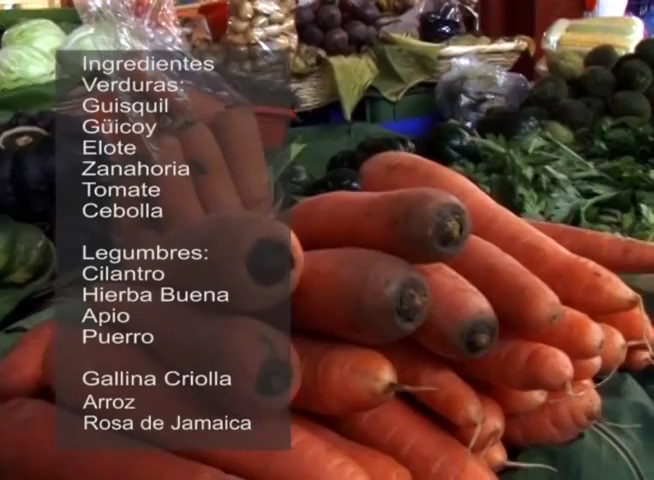 Ingredientes
Verduras:
Guisquil
Güicoy
Elote
Zanahoria
Tomate
Cebolla
Legumbres:
Cilantro
Hierba Buena
Apio
Puerro
Gallina Criolla
Arroz
Rosa de Jamaica